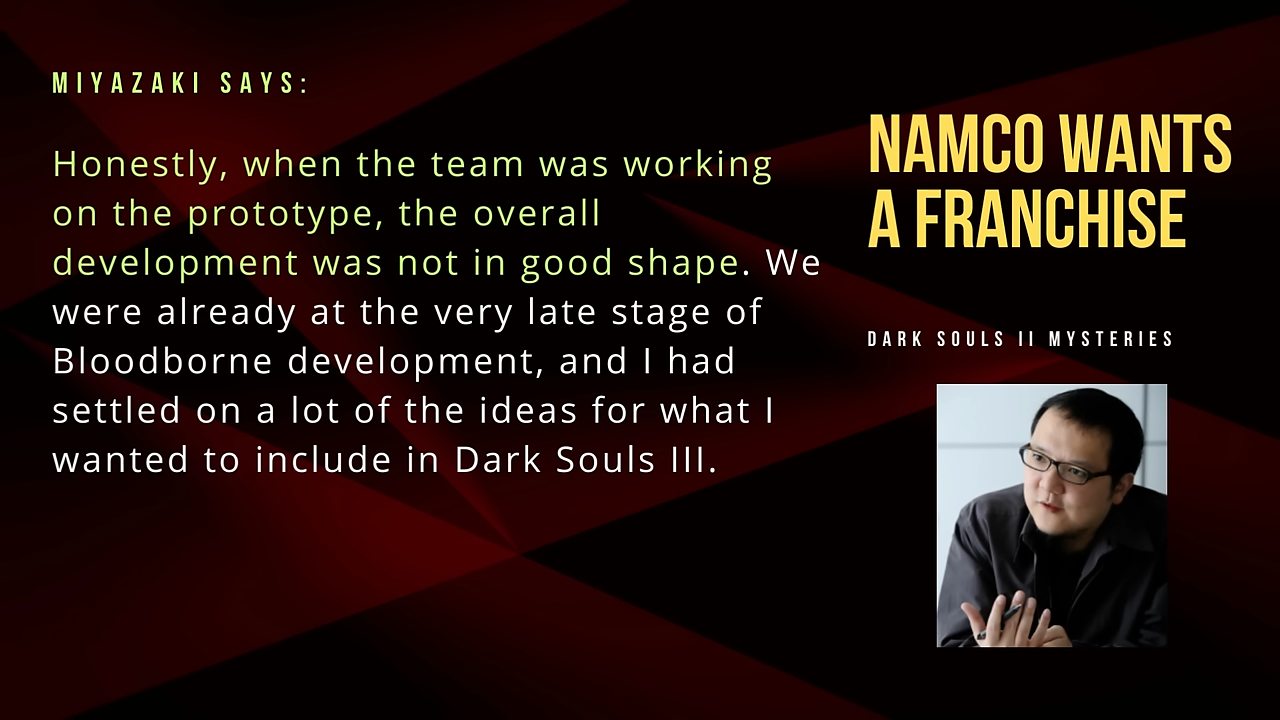 MIYAZAKI SAYS:
Honestly, when the team was working
on the prototype, the overall
development was not in good shape. We
were already at the very late stage of
Bloodborne development, and I had
settled on a lot of the ideas for what I
wanted to include in Dark Souls III.
NAMCO WANTS
A FRANCHISE
DARK SOULS II MYSTERIES